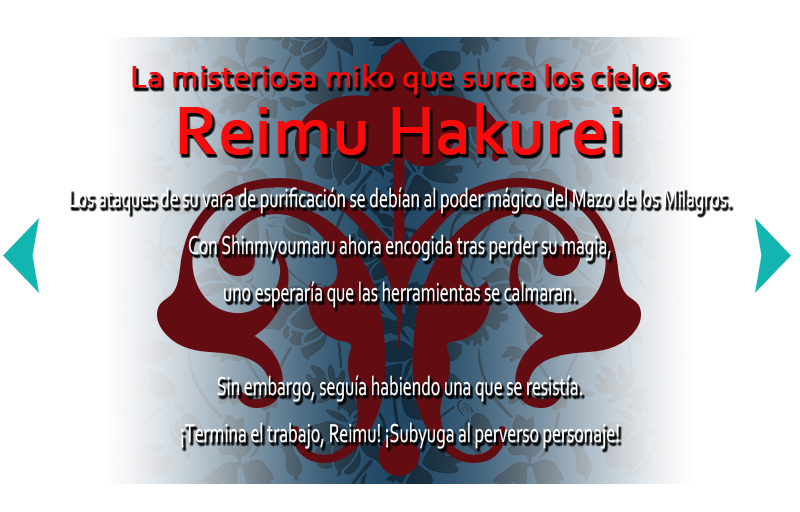 La misteriosa miko que surca los cielos
Reimu Hakurei
Los ataques de su vara de purificación se debían al poder mágico del Mazo de los Milagros.
Con Shinmyoumaru ahora encogida tras perder su magia,
uno esperaría que las herramientas se calmaran.
Sin embargo, seguía habiendo una que se resistía.
¡Termina el trabajo, Reimu! ¡Subyuga al perverso personaje!